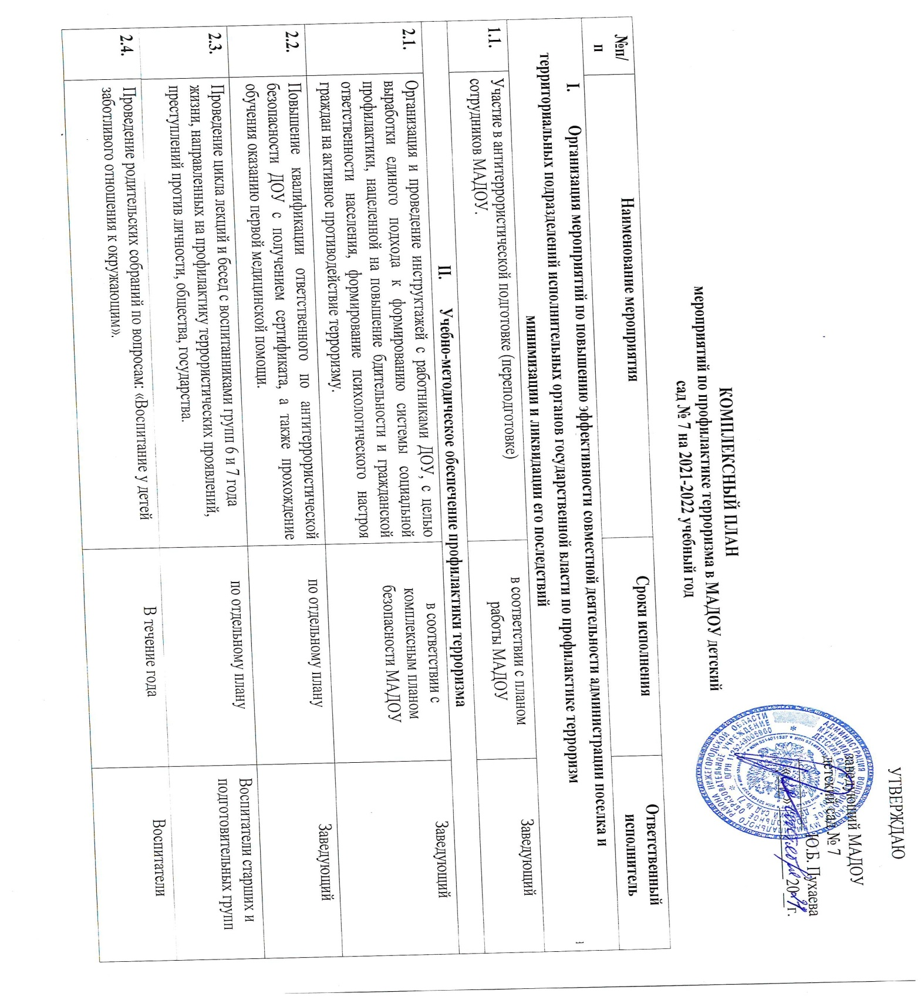 УТВЕРЖДАЮ
заведующий МАДОУ
детский сад № 7
Ю.Б. Пухаева
20 г.
КОМПЛЕКСНЫЙ ПЛАН
мероприятий по профилактике терроризма в МАДОУ детский
сад № 7 на 2021-2022 учебный год
№п/
п
Наименование мероприятия
Сроки исполнения
Ответственный
исполнитель
I. Организация мероприятий по повышению эффективности совместной деятельности администрации поселка и
территориальных подразделений исполнительных органов государственной власти по профилактике терроризм
минимизации и ликвидации его последствий
1.1.
Участие в антитеррористической подготовке (переподготовке)
сотрудников МАДОУ.
в соответствии с планом
работы МАДОУ
Заведующий
II. Учебно-методическое обеспечение профилактики терроризма
2.1.
Организация и проведение инструктажей с работниками ДОУ, с целью
выработки единого подхода к формированию системы социальной
профилактики, нацеленной на повышение бдительности и гражданской
ответственности населения, формирование психологического настроя
граждан на активное противодействие терроризму.
в соответствии с
комплексным планом
безопасности МАДОУ
Заведующий
2.2.
Повышение квалификации ответственного по антитеррористической
безопасности ДОУ с получением сертификата, а также прохождение
обучения оказанию первой медицинской помощи.
по отдельному плану
Заведующий
2.3.
Проведение цикла лекций и бесед с воспитанниками групп 6 и 7 года
жизни, направленных на профилактику террористических проявлений,
преступлений против личности, общества, государства.
по отдельному плану
Воспитатели старших и
подготовительных групп
2.4.
Проведение родительских собраний по вопросам: «Воспитание у детей
заботливого отношения к окружающим».
В течение года
Воспитатели